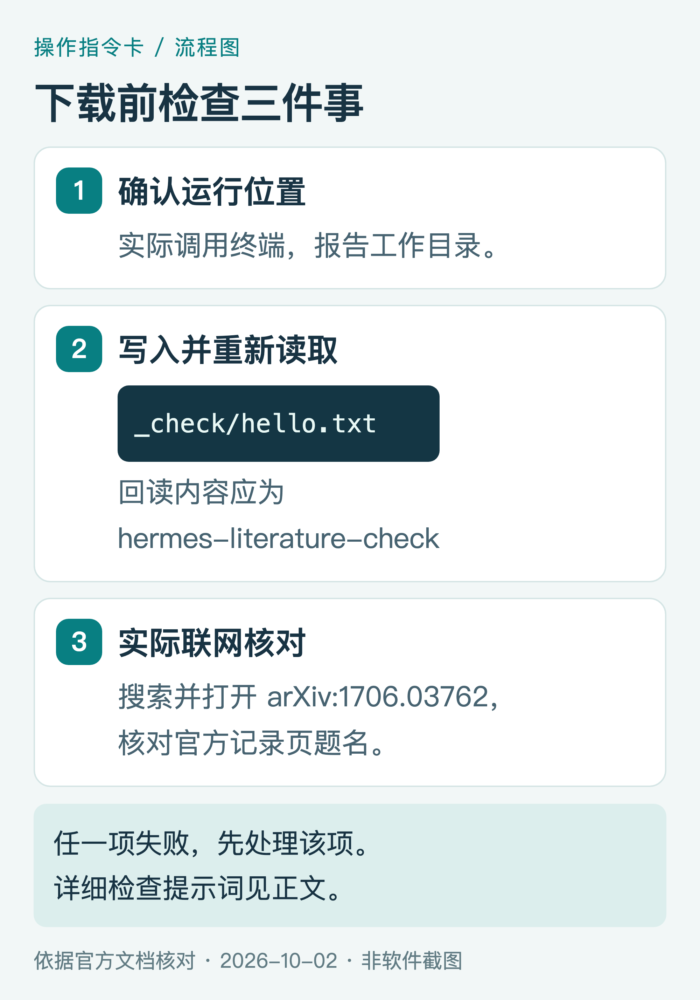 操作指令卡 / 流程图
下载前检查三件事
1 确认运行位置
实际调用终端，报告工作目录。
2 写入并重新读取
_check/hello.txt
回读内容应为
hermes-literature-check
3 实际联网核对
搜索并打开 arXiv:1706.03762，
核对官方记录页题名。
任一项失败，先处理该项。
详细检查提示词见正文。
依据官方文档核对 · 2026-10-02 · 非软件截图